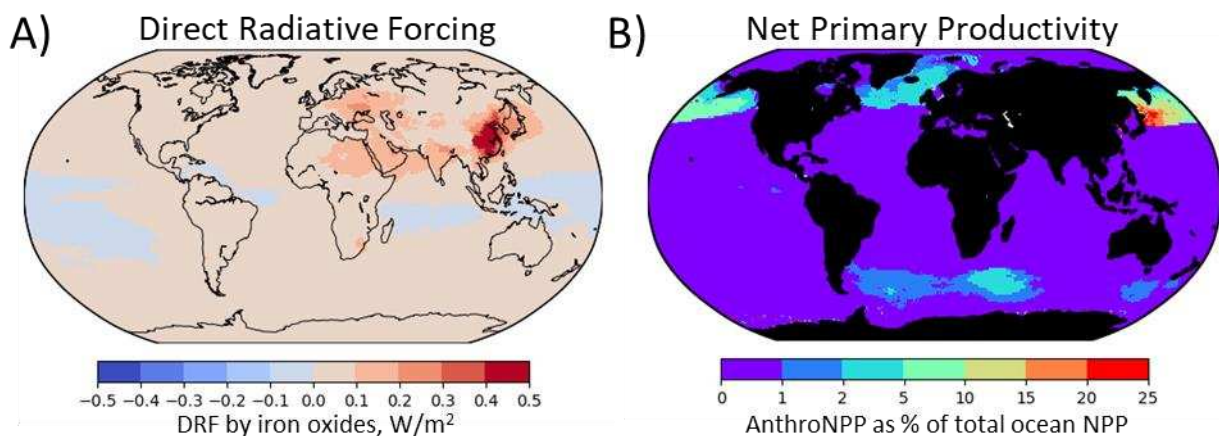 A) Direct Radiative Forcing
−0.5 −0.4 −0.3 −0.2 −0.1 0.0 0.1 0.2 0.3 0.4 0.5
DRF by iron oxides, W/m²
B) Net Primary Productivity
0 1 2 5 10 15 20 25
AnthroNPP as % of total ocean NPP